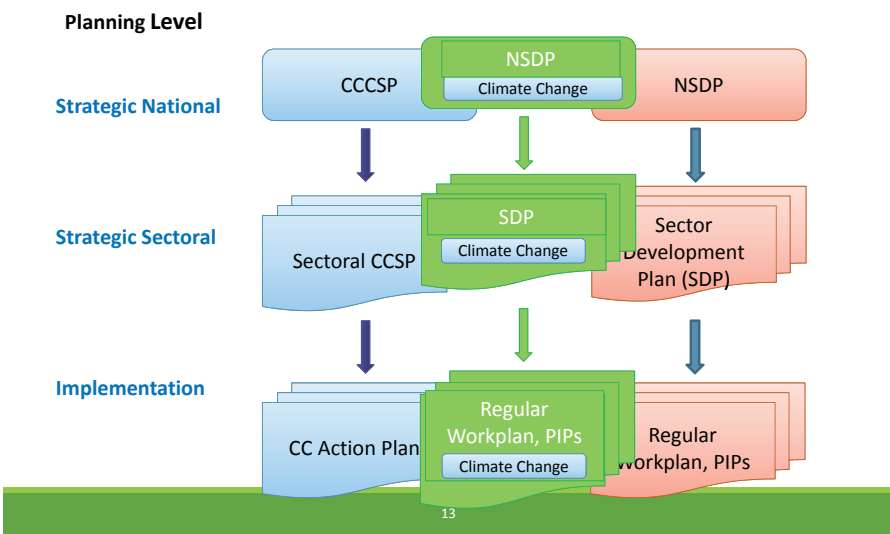 Planning Level
Strategic National
CCCSP
NSDP
Climate Change
NSDP
Strategic Sectoral
Sectoral CCSP
SDP
Climate Change
Sector
Development
Plan (SDP)
Implementation
CC Action Plan
Regular
Workplan, PIPs
Climate Change
Regular
Workplan, PIPs
13